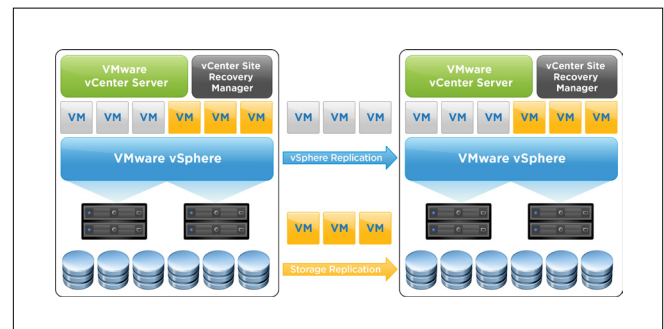 VMware
vCenter Server
vCenter Site
Recovery
Manager
VM VM VM VM VM VM
VMware vSphere
VM VM VM
vSphere Replication
VM VM VM
Storage Replication
VMware
vCenter Server
vCenter Site
Recovery
Manager
VM VM VM VM VM VM
VMware vSphere